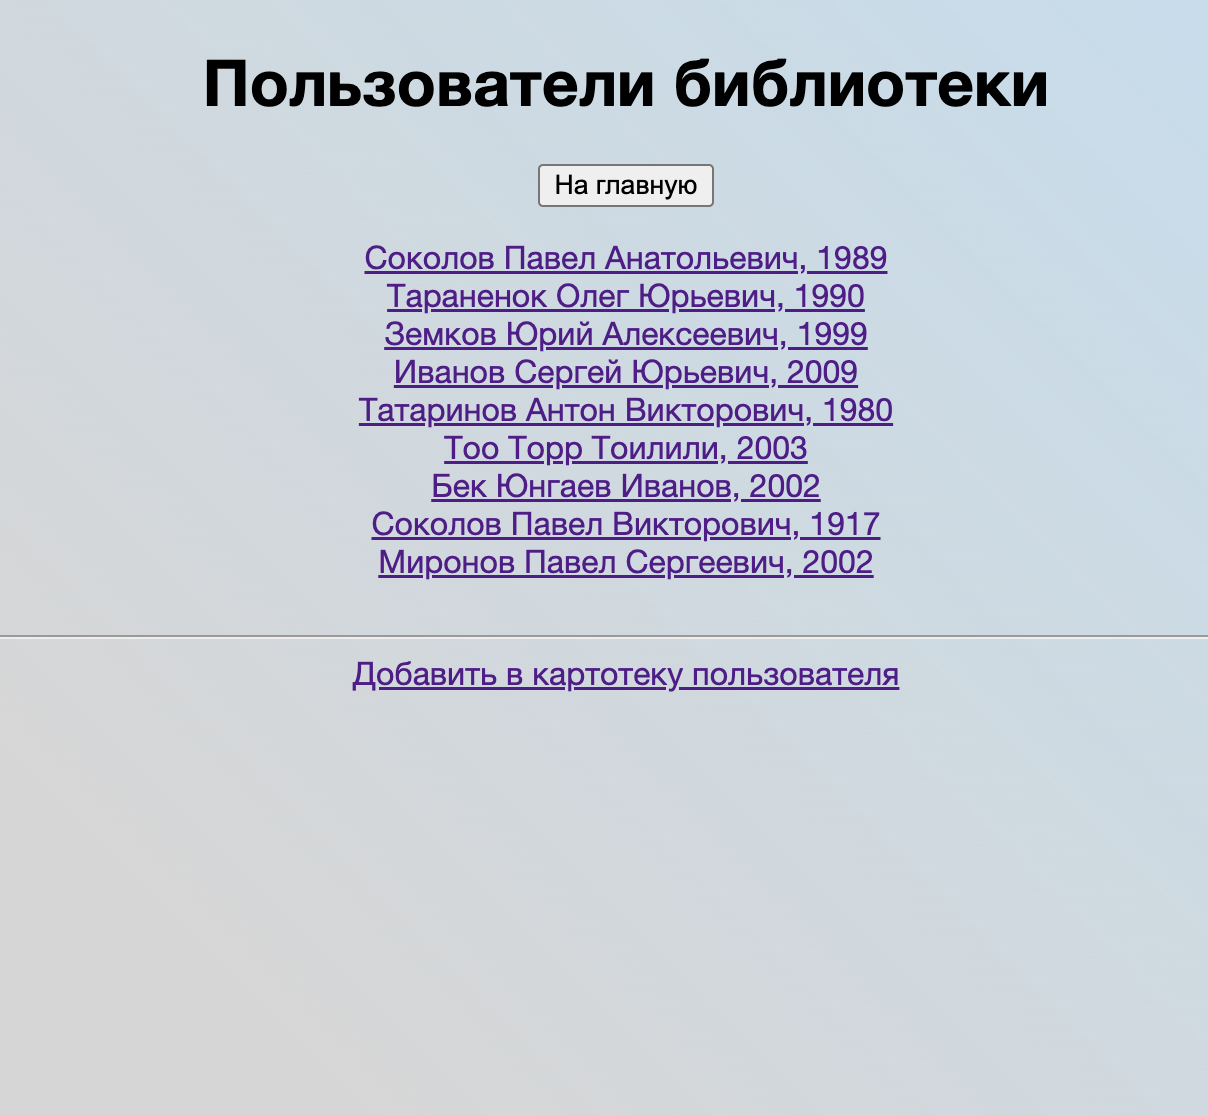 Пользователи библиотеки
На главную
Соколов Павел Анатольевич, 1989
Тараненок Олег Юрьевич, 1990
Земков Юрий Алексеевич, 1999
Иванов Сергей Юрьевич, 2009
Татаринов Антон Викторович, 1980
Тоо Торр Тоилили, 2003
Бек Юнгаев Иванов, 2002
Соколов Павел Викторович, 1917
Миронов Павел Сергеевич, 2002
Добавить в картотеку пользователя